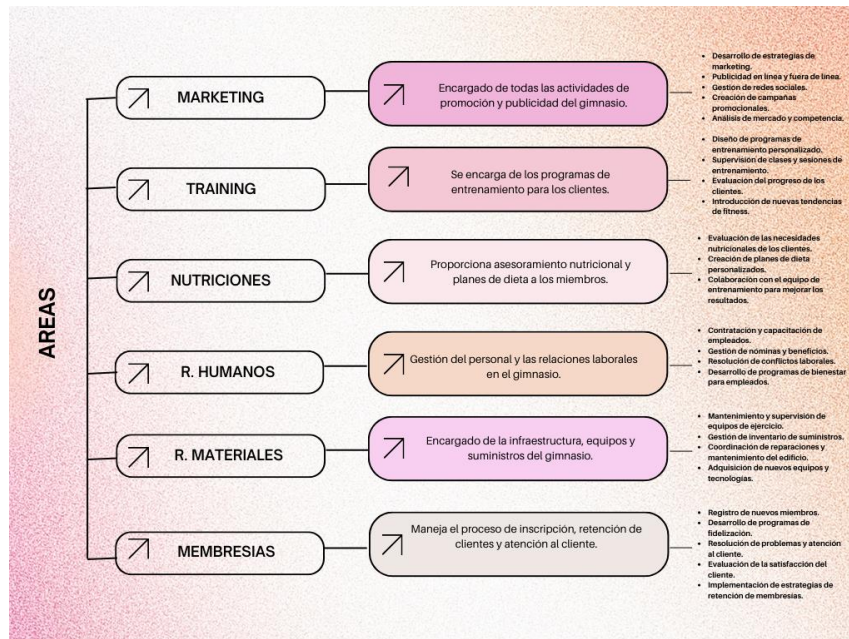 AREAS
MARKETING
Encargado de todas las actividades de
promoción y publicidad del gimnasio.
• Desarrollo de estrategias de
marketing.
• Publicidad en línea y fuera de línea.
• Gestión de redes sociales.
• Creación de campañas
promocionales.
• Análisis de mercado y competencia.
TRAINING
Se encarga de los programas de
entrenamiento para los clientes.
• Diseño de programas de
entrenamiento personalizado.
• Supervisión de clases y sesiones de
entrenamiento.
• Evaluación del progreso de los
clientes.
• Introducción de nuevas tendencias
de fitness.
NUTRICIONES
Proporciona asesoramiento nutricional y
planes de dieta a los miembros.
• Evaluación de las necesidades
nutricionales de los clientes.
• Creación de planes de dieta
personalizados.
• Colaboración con el equipo de
entrenamiento para mejorar los
resultados.
R. HUMANOS
Gestión del personal y las relaciones laborales
en el gimnasio.
• Contratación y capacitación de
empleados.
• Gestión de nóminas y beneficios.
• Resolución de conflictos laborales.
• Desarrollo de programas de bienestar
para empleados.
R. MATERIALES
Encargado de la infraestructura, equipos y
suministros del gimnasio.
• Mantenimiento y supervisión de
equipos de ejercicio.
• Gestión de inventario de suministros.
• Coordinación de reparaciones y
mantenimiento del edificio.
• Adquisición de nuevos equipos y
tecnologías.
MEMBRESIAS
Maneja el proceso de inscripción, retención de
clientes y atención al cliente.
• Registro de nuevos miembros.
• Desarrollo de programas de
fidelización.
• Resolución de problemas y atención
al cliente.
• Evaluación de la satisfacción del
cliente.
• Implementación de estrategias de
retención de membresías.